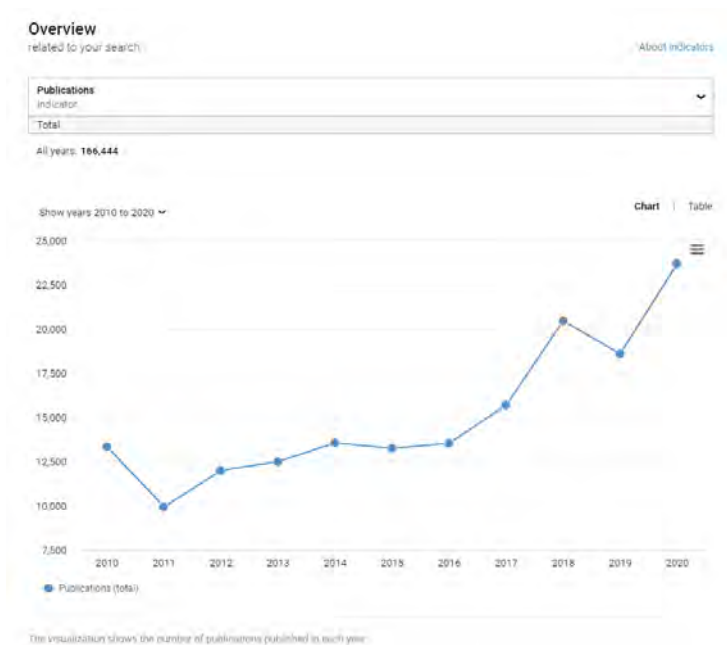 Overview
related to your search
About indicators
Publications
indicator
Total
All years: 166,444
Show years 2010 to 2020
Chart | Table
25,000
22,500
20,000
17,500
15,000
12,500
10,000
7,500
2010 2011 2012 2013 2014 2015 2016 2017 2018 2019 2020
Publications (total)
The visualization shows the number of publications published in each year.